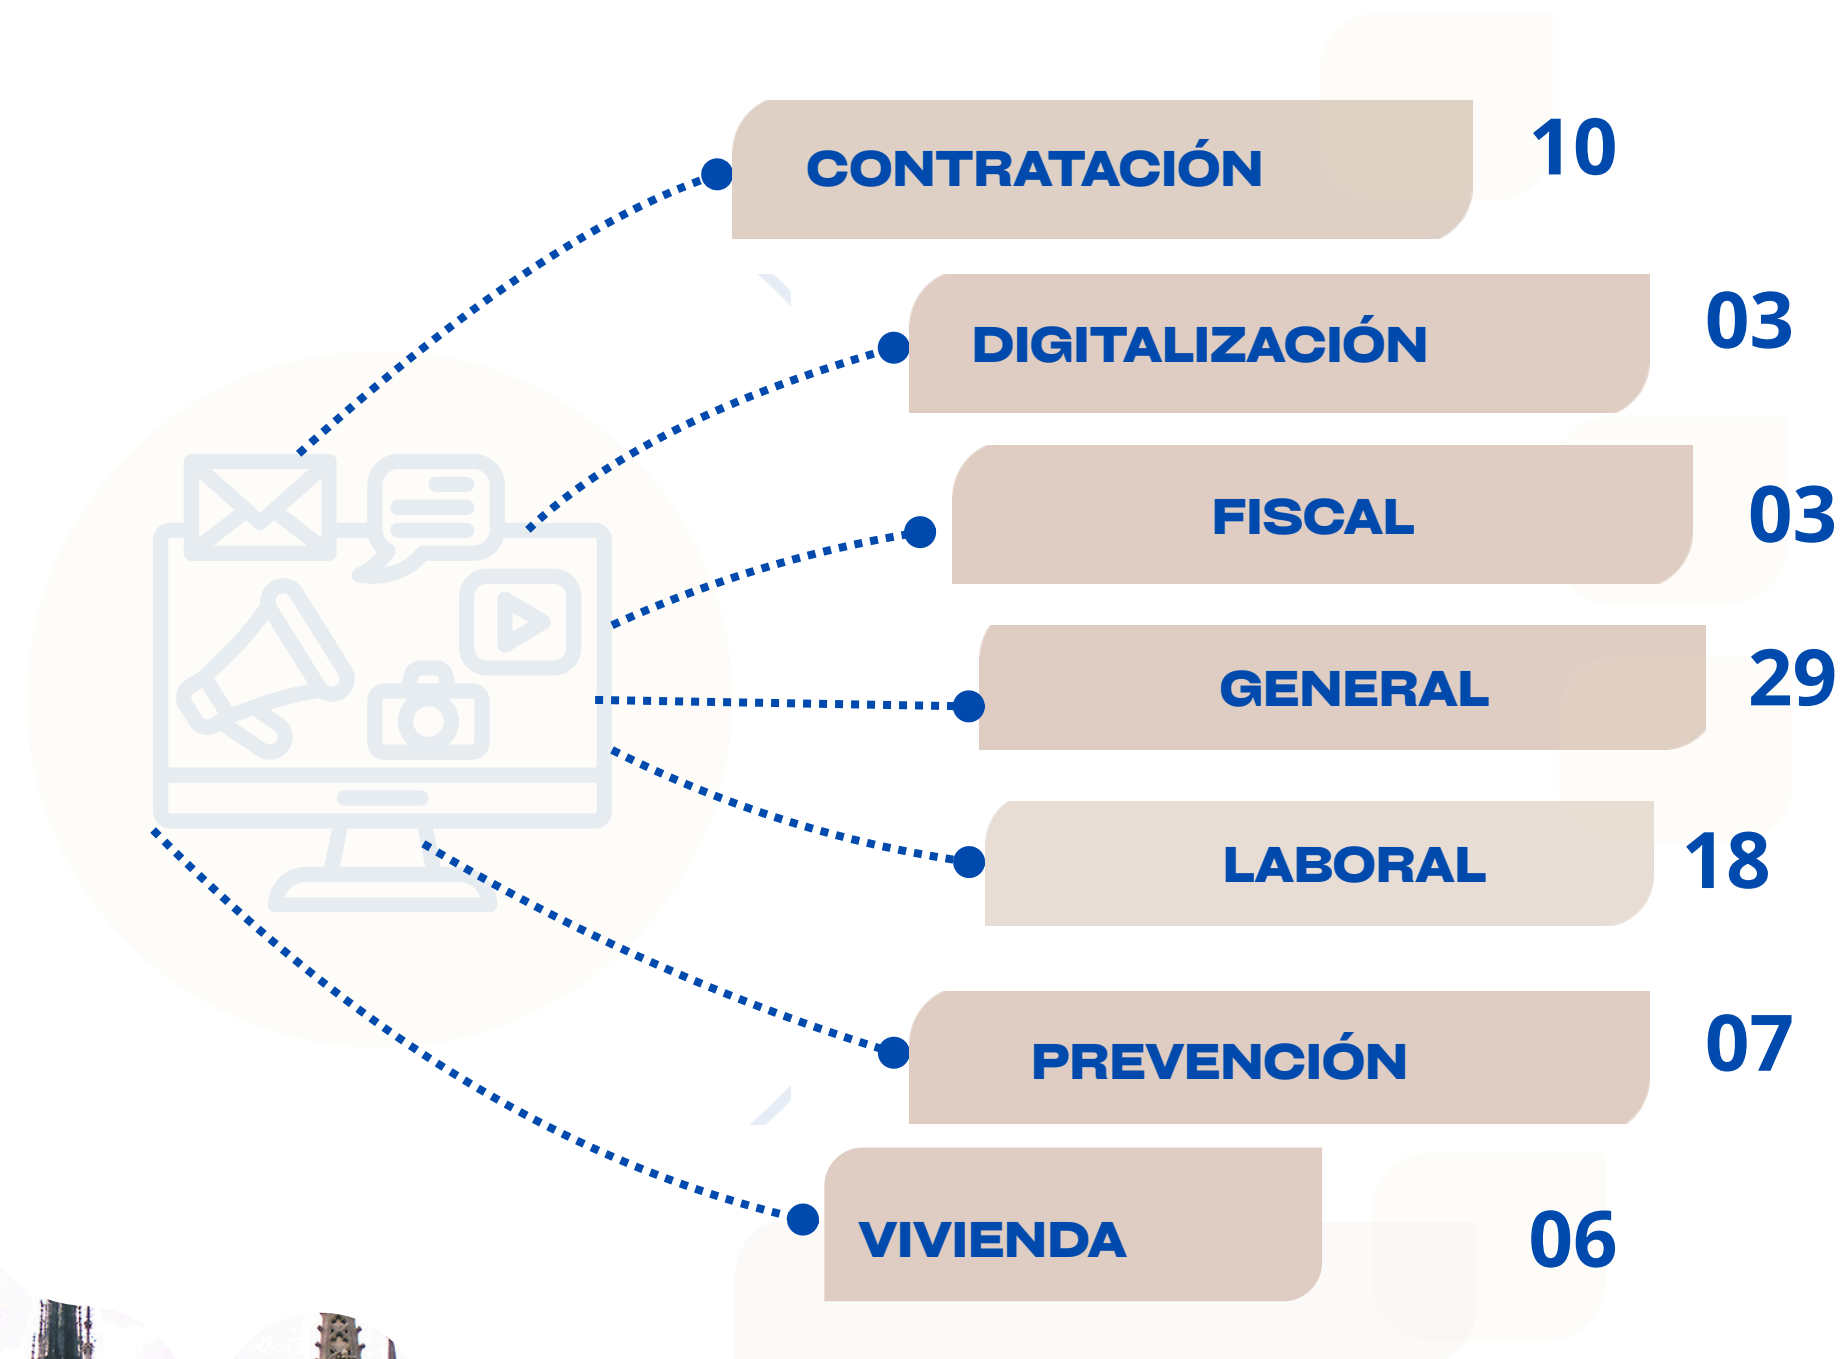 CONTRATACIÓN 10
DIGITALIZACIÓN 03
FISCAL 03
GENERAL 29
LABORAL 18
PREVENCIÓN 07
VIVIENDA 06